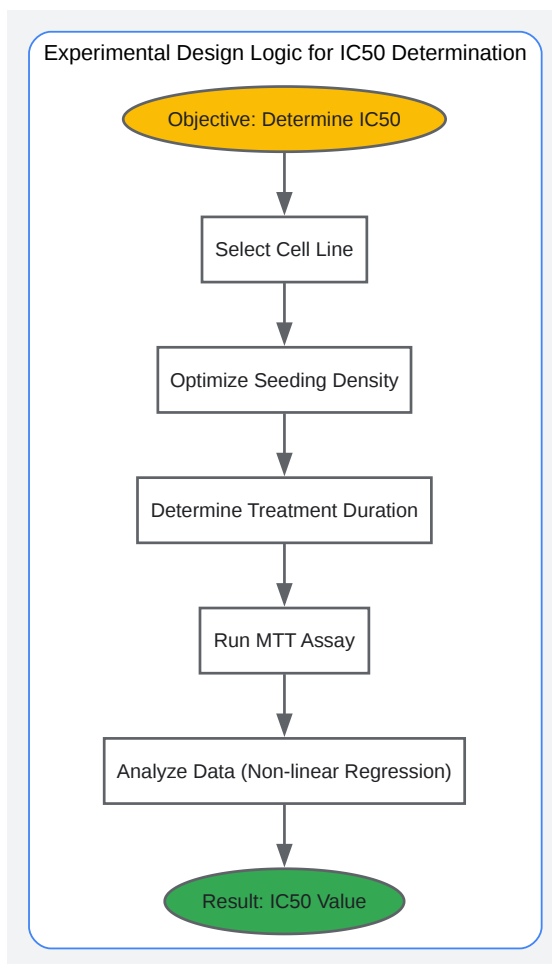 Experimental Design Logic for IC50 Determination
Objective: Determine IC50
Select Cell Line
Optimize Seeding Density
Determine Treatment Duration
Run MTT Assay
Analyze Data (Non-linear Regression)
Result: IC50 Value